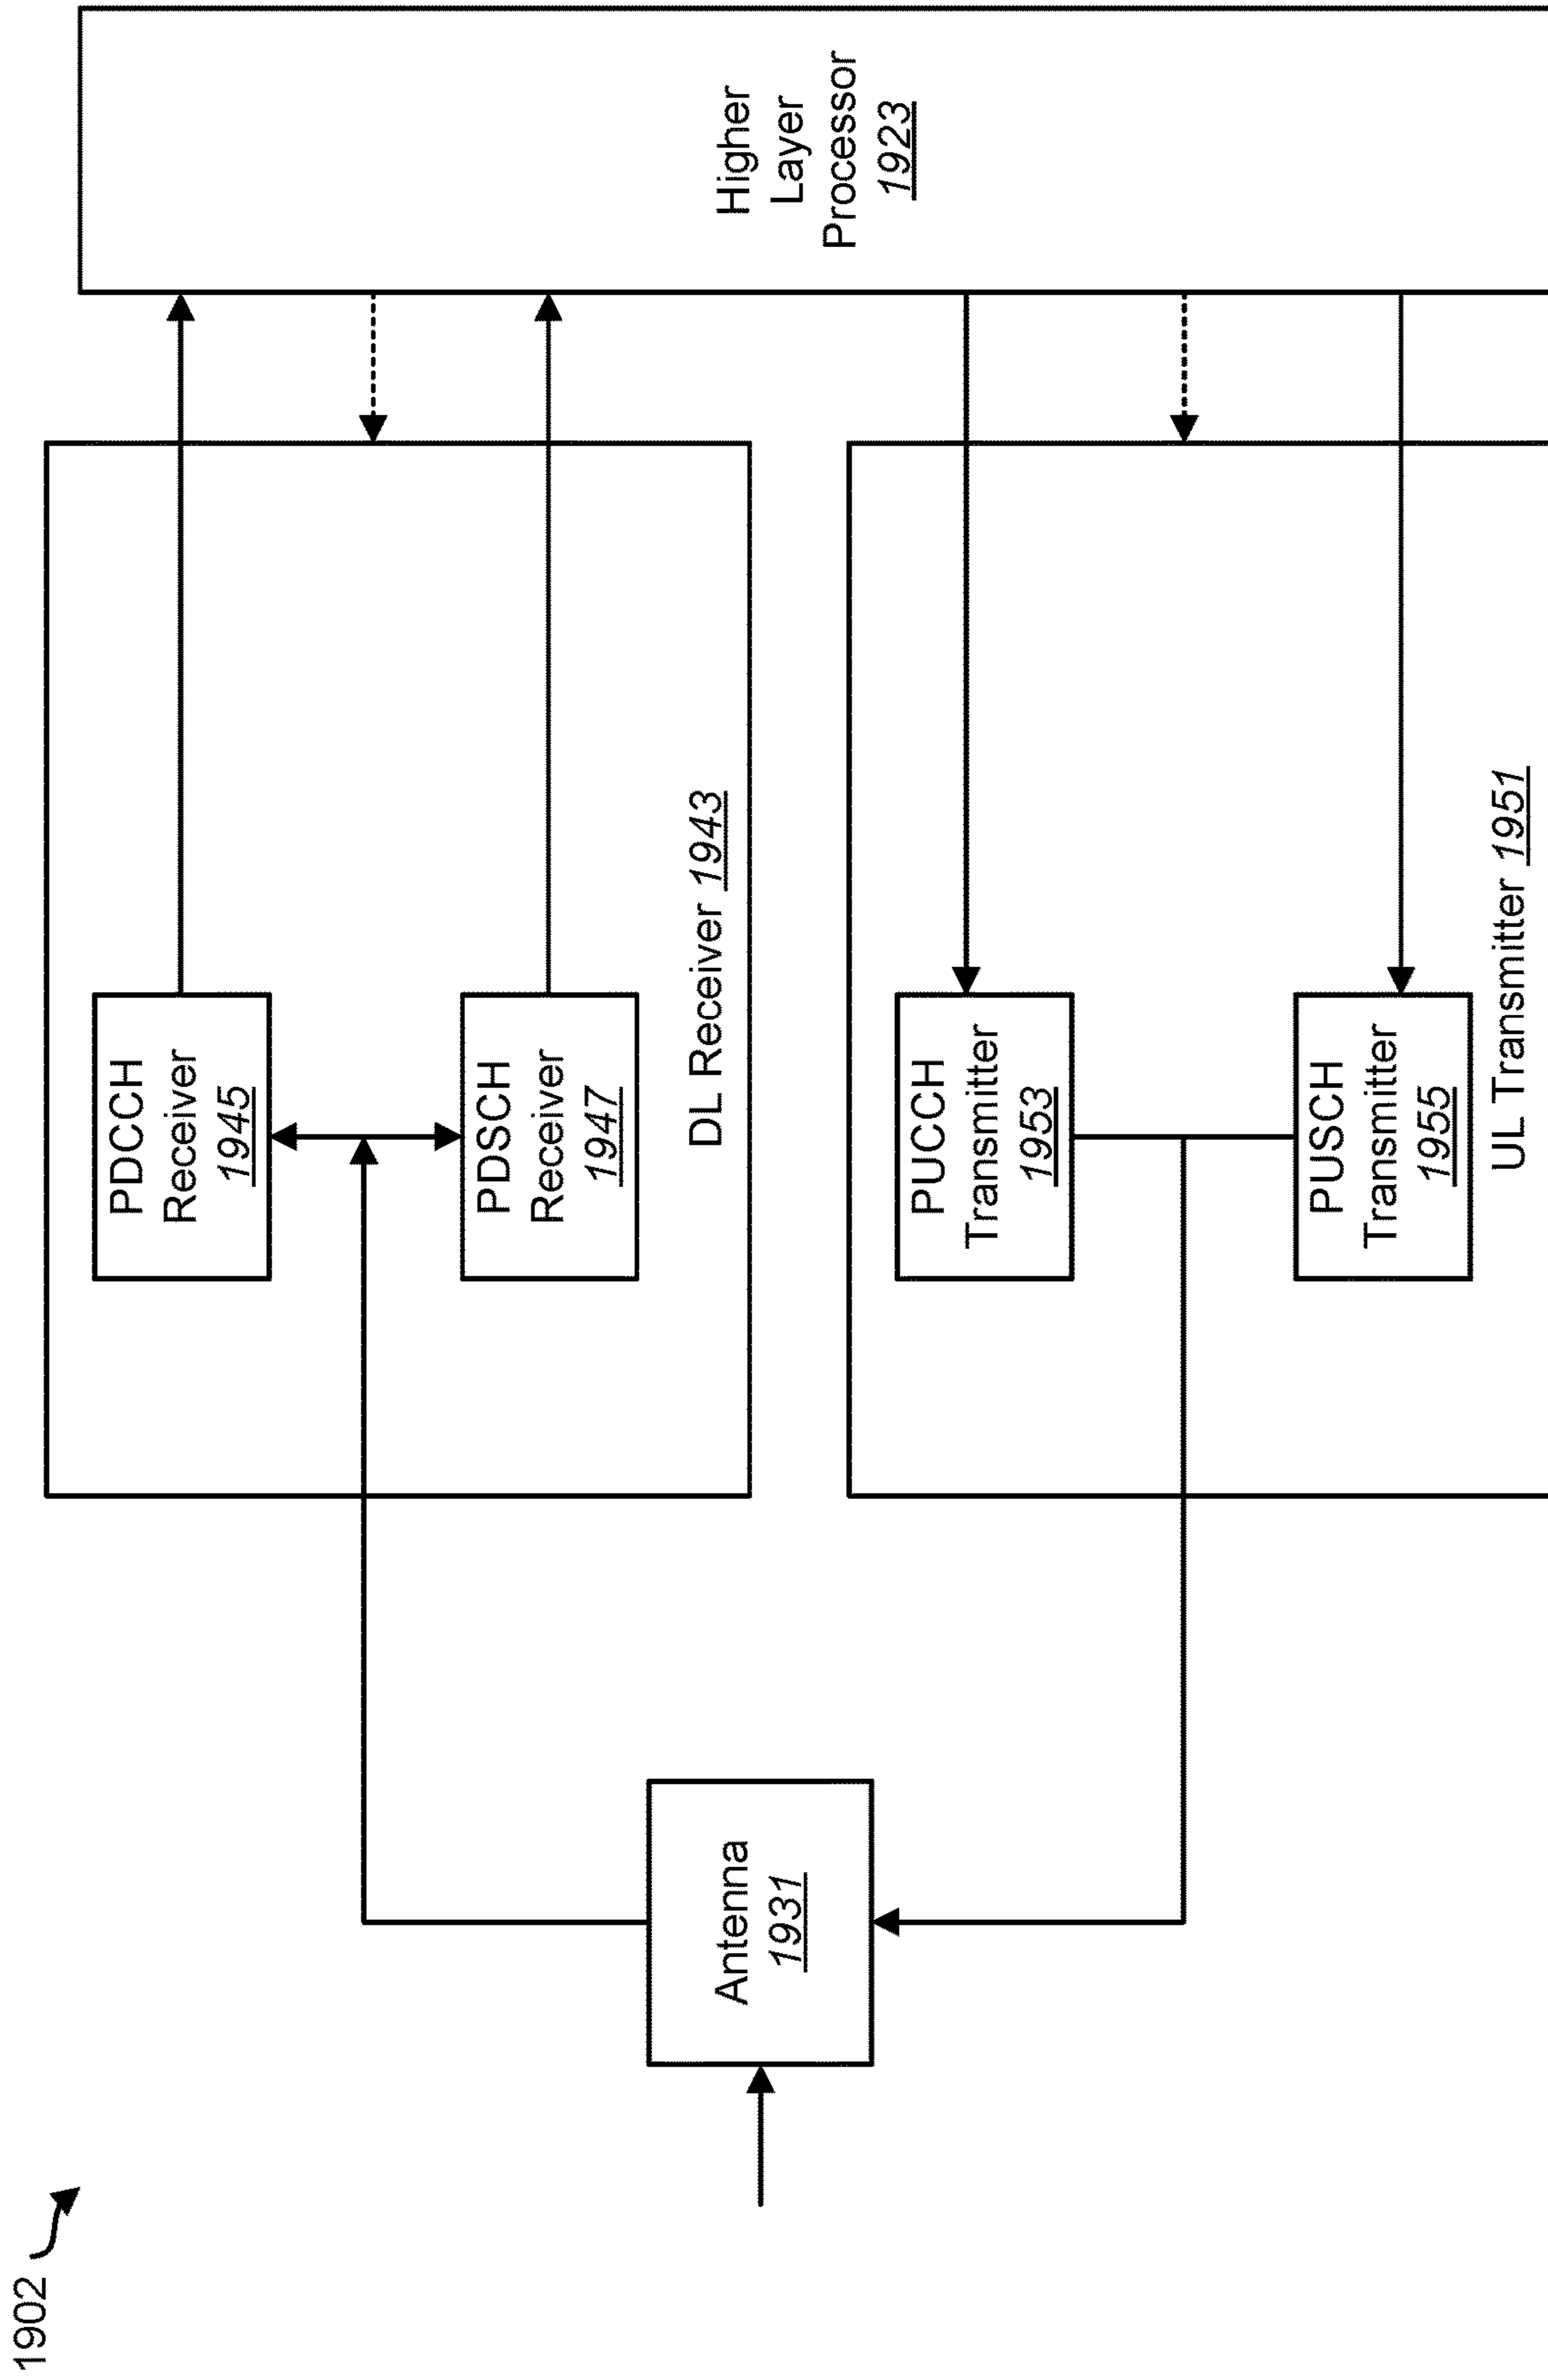 1902
Antenna
1931
PDCCH
Receiver
1945
PDSCH
Receiver
1947
DL Receiver 1943
PUCCH
Transmitter
1953
PUSCH
Transmitter
1955
UL Transmitter 1951
Higher
Layer
Processor
1923